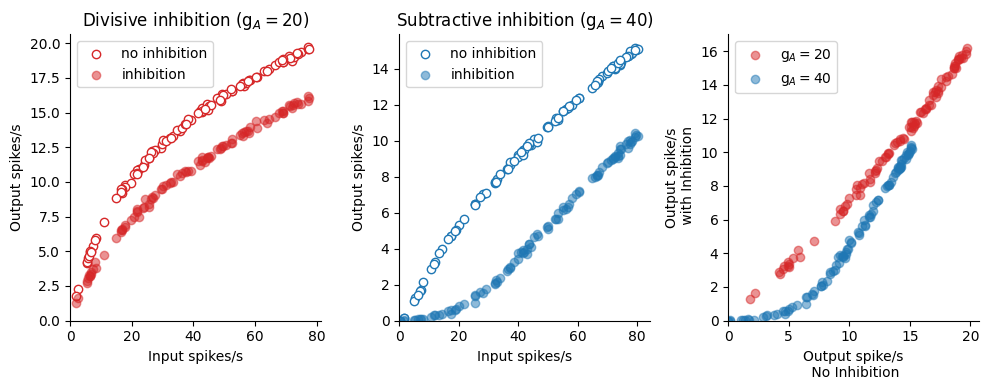 Divisive inhibition (g_A = 20)
no inhibition
inhibition
Output spikes/s
20.0
17.5
15.0
12.5
10.0
7.5
5.0
2.5
0.0
0 20 40 60 80
Input spikes/s
Subtractive inhibition (g_A = 40)
no inhibition
inhibition
Output spikes/s
14
12
10
8
6
4
2
0
0 20 40 60 80
Input spikes/s
g_A = 20
g_A = 40
Output spike/s
with Inhibition
16
14
12
10
8
6
4
2
0
0 5 10 15 20
Output spike/s
No Inhibition